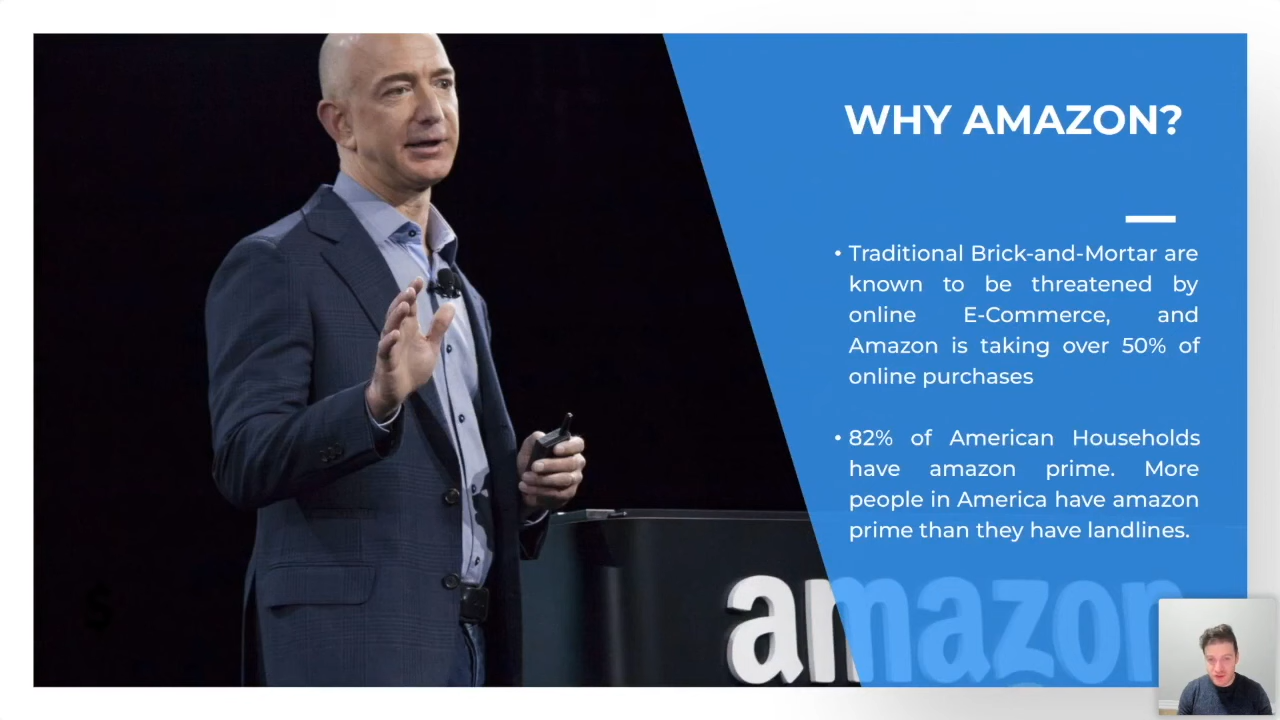 WHY AMAZON?
• Traditional Brick-and-Mortar are
known to be threatened by
online E-Commerce, and
Amazon is taking over 50% of
online purchases
• 82% of American Households
have amazon prime. More
people in America have amazon
prime than they have landlines.
amazon